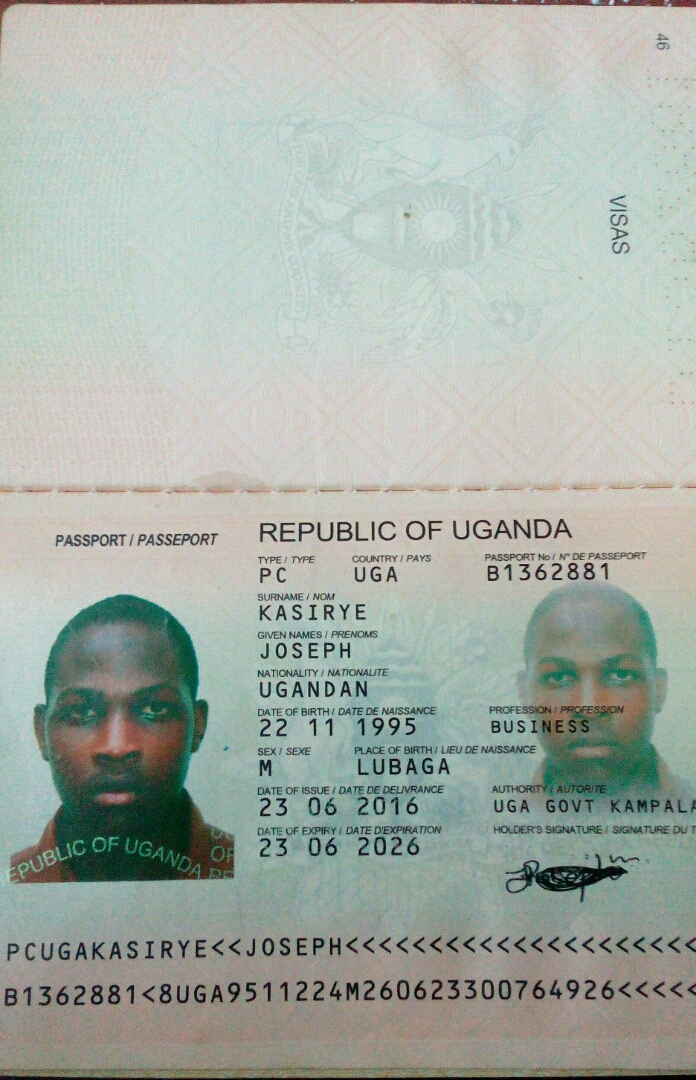 46
VISAS
PASSPORT / PASSEPORT
REPUBLIC OF UGANDA
TYPE / TYPE COUNTRY / PAYS PASSPORT No / N° DE PASSEPORT
PC UGA B1362881
SURNAME / NOM
KASIRYE
GIVEN NAMES / PRENOMS
JOSEPH
NATIONALITY / NATIONALITE
UGANDAN
DATE OF BIRTH / DATE DE NAISSANCE PROFESSION / PROFESSION
22 11 1995 BUSINESS
SEX / SEXE PLACE OF BIRTH / LIEU DE NAISSANCE
M LUBAGA
DATE OF ISSUE / DATE DE DELIVRANCE AUTHORITY / AUTORITE
23 06 2016 UGA GOVT KAMPALA
DATE OF EXPIRY / DATE D'EXPIRATION HOLDER'S SIGNATURE / SIGNATURE DU T
23 06 2026
EPUBLIC OF UGANDA
PCUGAKASIRYE<<JOSEPH<<<<<<<<<<<<<<<<<<<<<
B1362881<8UGA9511224M260623300764926<<<<<